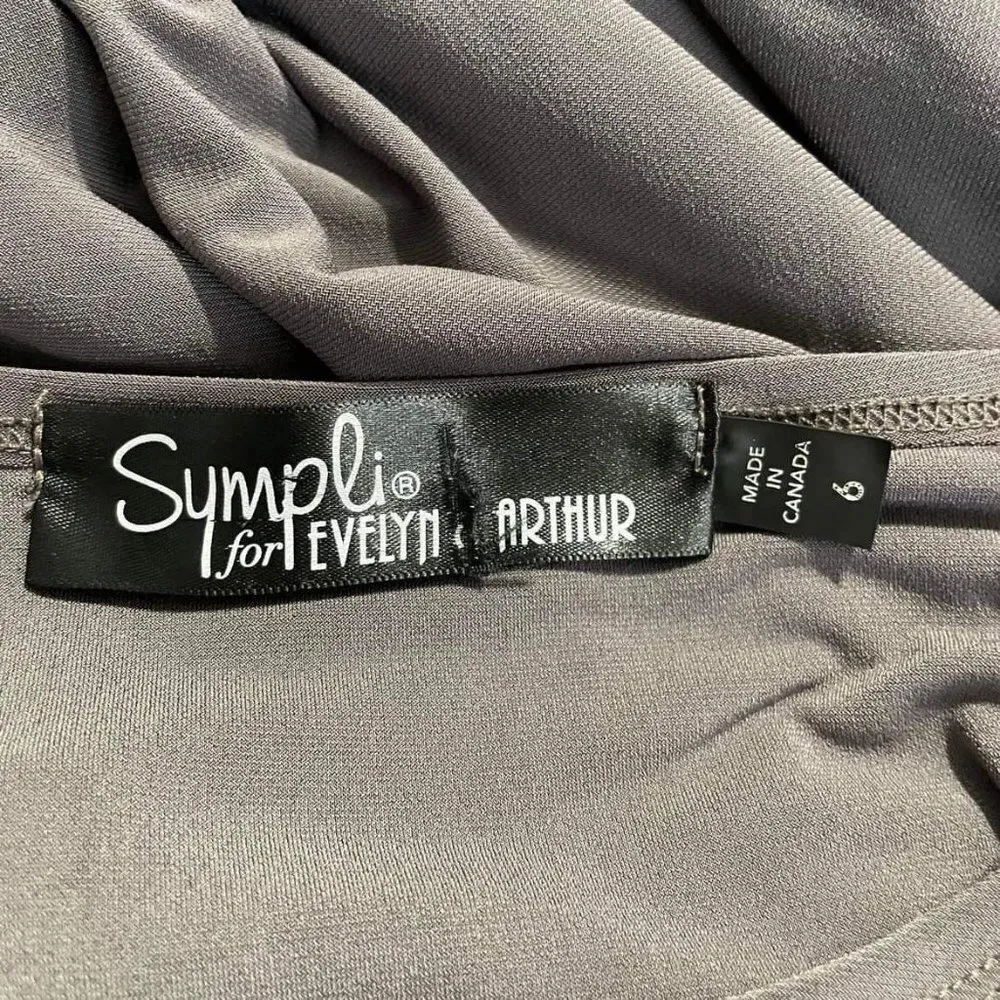 Sympli®
for EVELYN & ARTHUR
MADE
IN
CANADA
6